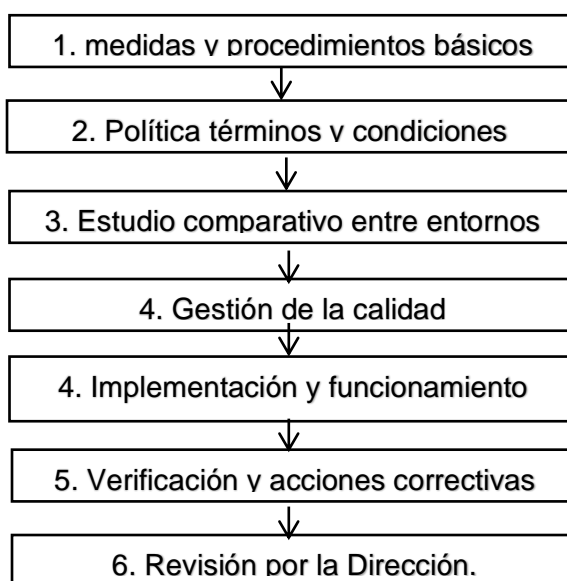 1. medidas y procedimientos básicos
2. Política términos y condiciones
3. Estudio comparativo entre entornos
4. Gestión de la calidad
4. Implementación y funcionamiento
5. Verificación y acciones correctivas
6. Revisión por la Dirección.